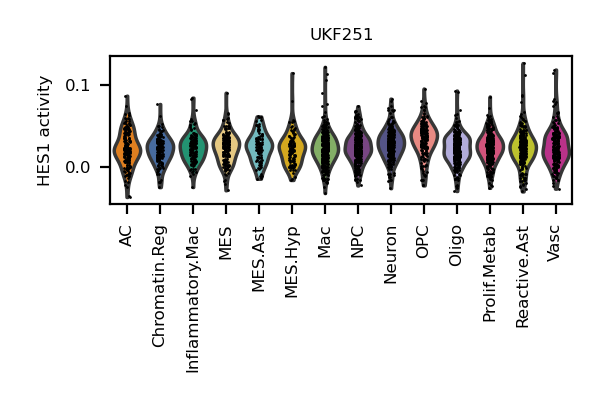 UKF251
HES1 activity
0.1
0.0
AC
Chromatin.Reg
Inflammatory.Mac
MES
MES.Ast
MES.Hyp
Mac
NPC
Neuron
OPC
Oligo
Prolif.Metab
Reactive.Ast
Vasc